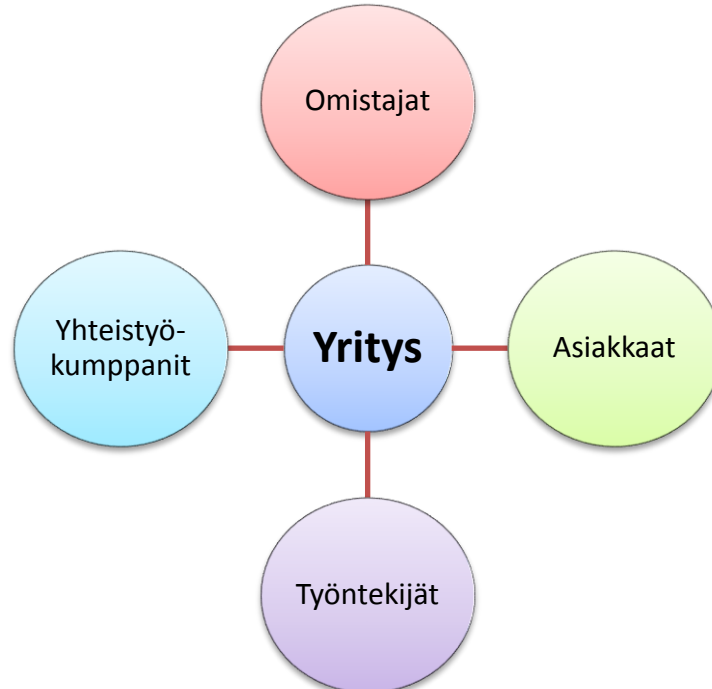 Omistajat
Yhteistyö-
kumppanit
Yritys
Asiakkaat
Työntekijät